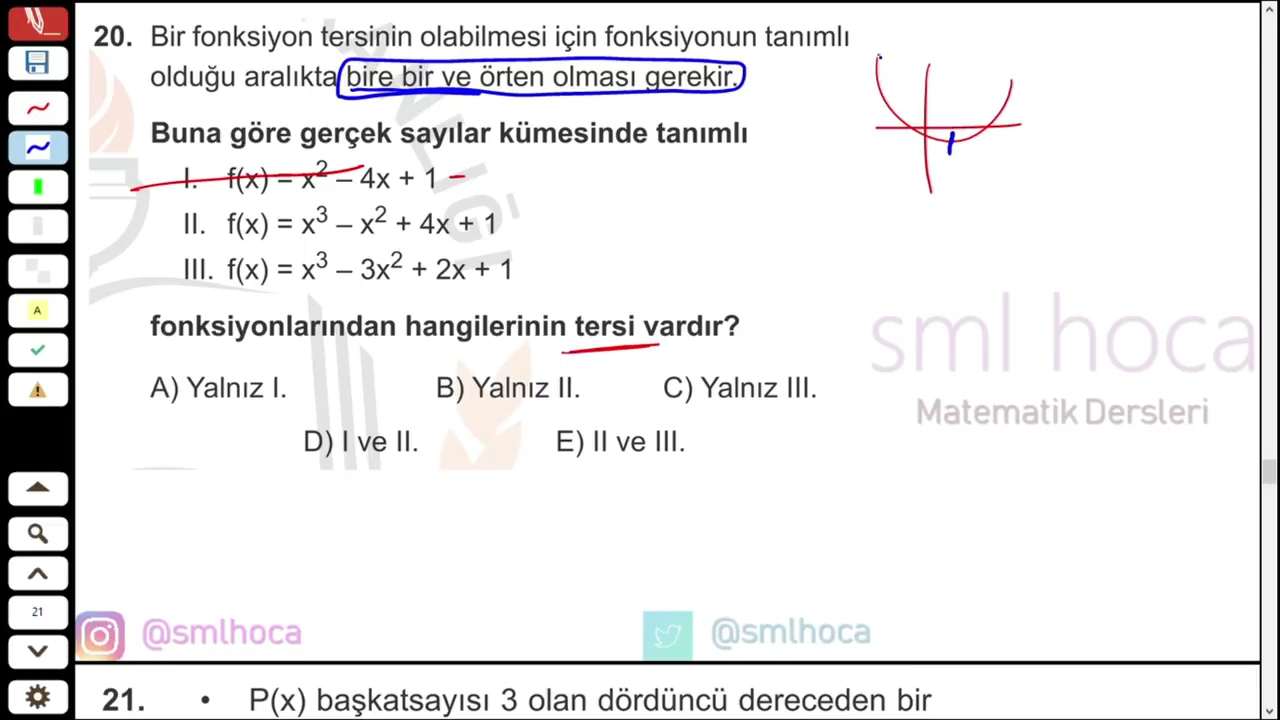 20. Bir fonksiyon tersinin olabilmesi için fonksiyonun tanımlı
olduğu aralıkta bire bir ve örten olması gerekir.
Buna göre gerçek sayılar kümesinde tanımlı
I. f(x) = x² – 4x + 1
II. f(x) = x³ – x² + 4x + 1
III. f(x) = x³ – 3x² + 2x + 1
fonksiyonlarından hangilerinin tersi vardır?
A) Yalnız I. B) Yalnız II. C) Yalnız III.
D) I ve II. E) II ve III.
sml hoca
Matematik Dersleri
A
21
@smlhoca @smlhoca
21. • P(x) başkatsayısı 3 olan dördüncü dereceden bir